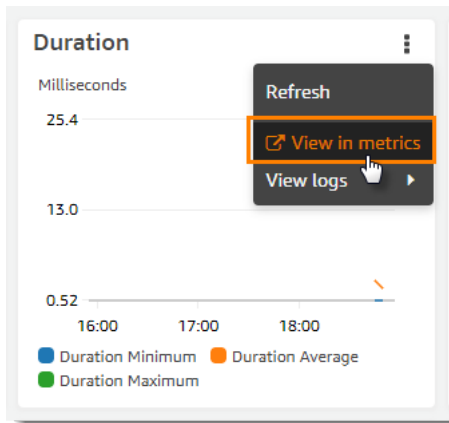 Duration
Milliseconds
Refresh
25.4
View in metrics
View logs
13.0
0.52
16:00 17:00 18:00
Duration Minimum Duration Average
Duration Maximum